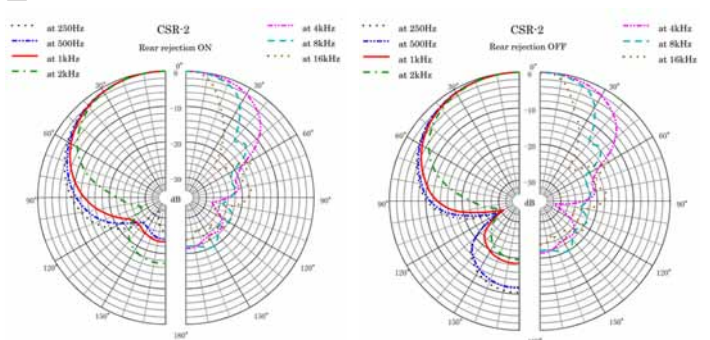 CSR-2
Rear rejection ON
at 250Hz
at 500Hz
at 1kHz
at 2kHz
at 4kHz
at 8kHz
at 16kHz
0°
30°
30°
60°
60°
90°
90°
120°
120°
150°
150°
180°
0
-10
-20
-30
dB
CSR-2
Rear rejection OFF
at 250Hz
at 500Hz
at 1kHz
at 2kHz
at 4kHz
at 8kHz
at 16kHz
0°
30°
30°
60°
60°
90°
90°
120°
120°
150°
150°
180°
0
-10
-20
-30
dB